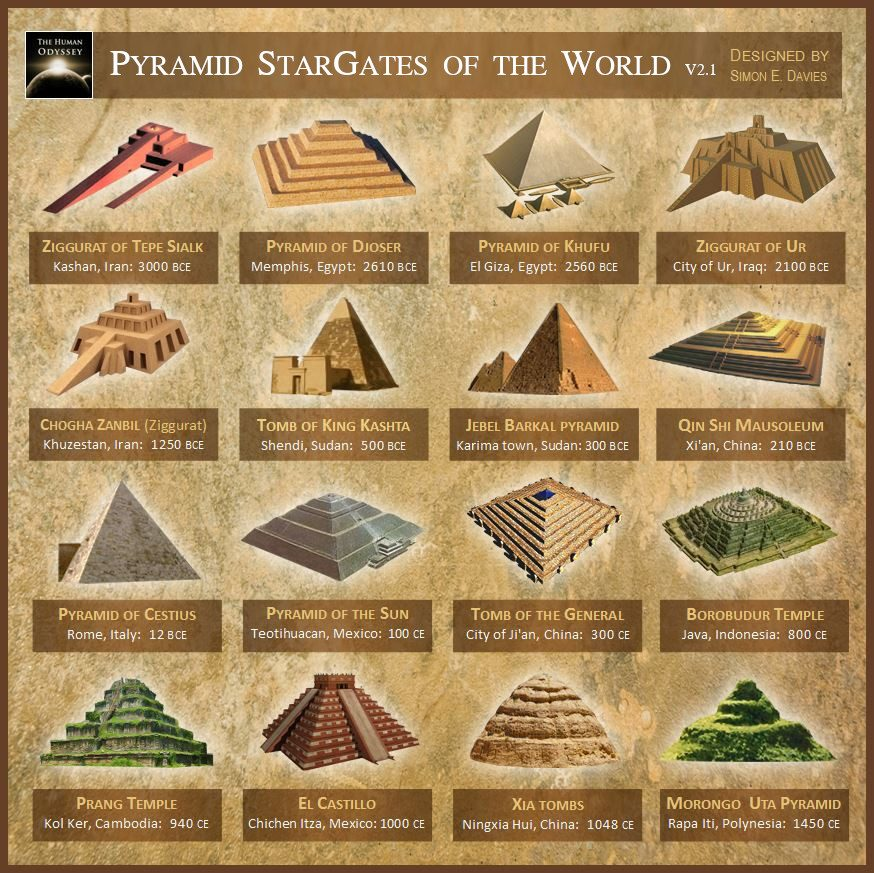 The Human
Odyssey
Pyramid StarGates of the World v2.1
Designed by
Simon E. Davies
Ziggurat of Tepe Sialk
Kashan, Iran: 3000 BCE
Pyramid of Djoser
Memphis, Egypt: 2610 BCE
Pyramid of Khufu
El Giza, Egypt: 2560 BCE
Ziggurat of Ur
City of Ur, Iraq: 2100 BCE
Chogha Zanbil (Ziggurat)
Khuzestan, Iran: 1250 BCE
Tomb of King Kashta
Shendi, Sudan: 500 BCE
Jebel Barkal pyramid
Karima town, Sudan: 300 BCE
Qin Shi Mausoleum
Xi'an, China: 210 BCE
Pyramid of Cestius
Rome, Italy: 12 BCE
Pyramid of the Sun
Teotihuacan, Mexico: 100 CE
Tomb of the General
City of Ji'an, China: 300 CE
Borobudur Temple
Java, Indonesia: 800 CE
Prang Temple
Kol Ker, Cambodia: 940 CE
El Castillo
Chichen Itza, Mexico: 1000 CE
Xia tombs
Ningxia Hui, China: 1048 CE
Morongo Uta Pyramid
Rapa Iti, Polynesia: 1450 CE